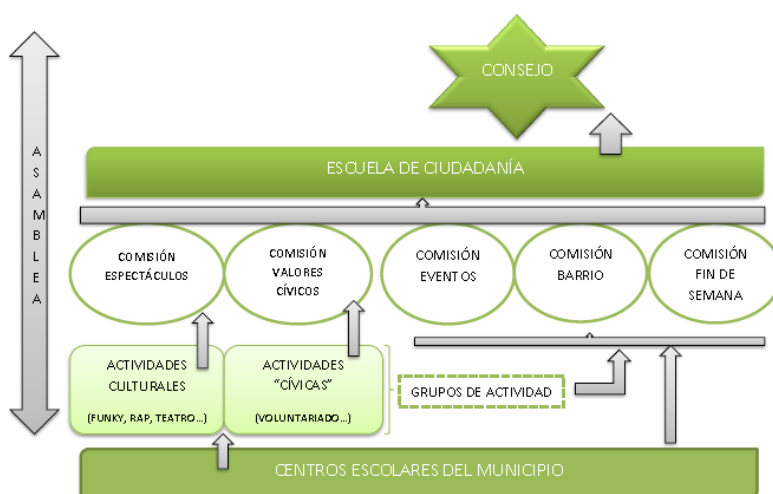 CONSEJO
ASAMBLEA
ESCUELA DE CIUDADANÍA
COMISIÓN
ESPECTÁCULOS
COMISIÓN
VALORES
CÍVICOS
COMISIÓN
EVENTOS
COMISIÓN
BARRIO
COMISIÓN
FIN DE
SEMANA
ACTIVIDADES
CULTURALES
(FUNKY, RAP, TEATRO...)
ACTIVIDADES
“CÍVICAS”
(VOLUNTARIADO...)
GRUPOS DE ACTIVIDAD
CENTROS ESCOLARES DEL MUNICIPIO